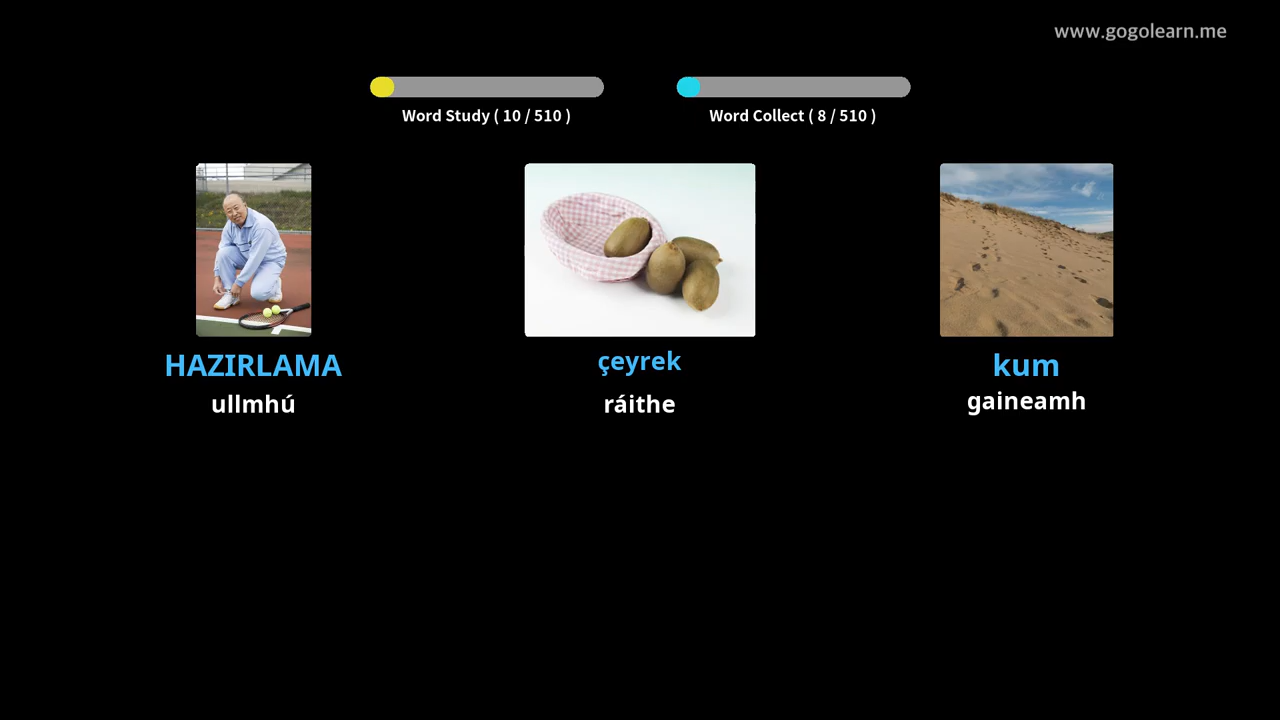 www.gogolearn.me
Word Study ( 10 / 510 )
Word Collect ( 8 / 510 )
HAZIRLAMA
ullmhú
çeyrek
ráithe
kum
gaineamh